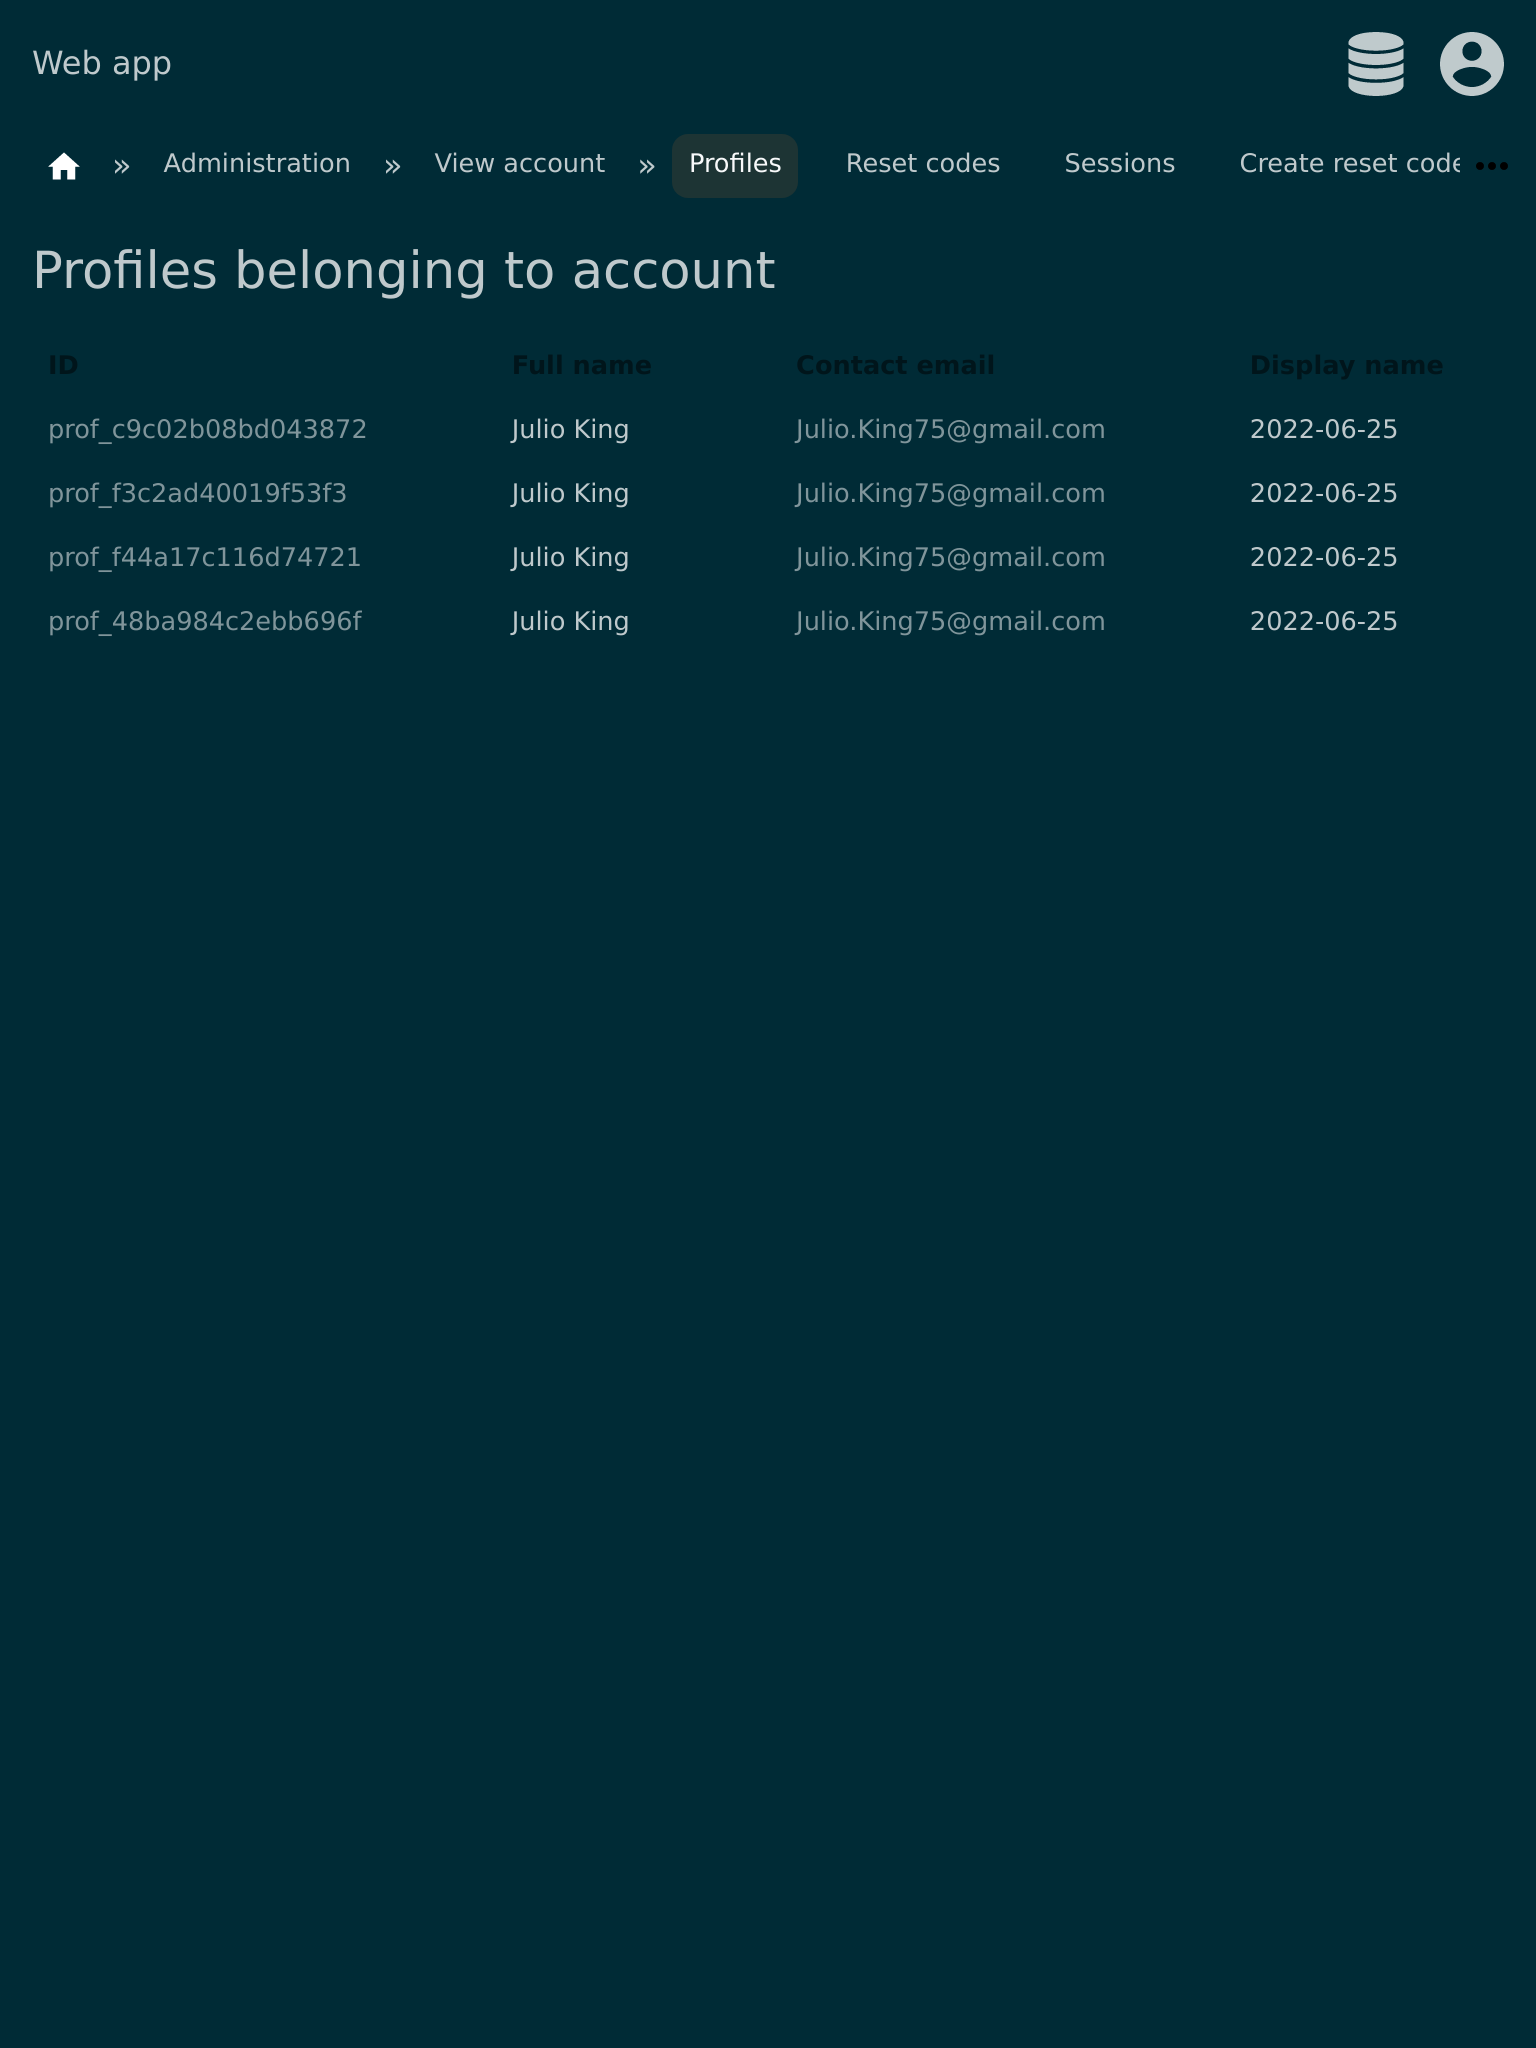 Web app
» Administration » View account » Profiles Reset codes Sessions Create reset code •••
Profiles belonging to account
ID Full name Contact email Display name
prof_c9c02b08bd043872 Julio King Julio.King75@gmail.com 2022-06-25
prof_f3c2ad40019f53f3 Julio King Julio.King75@gmail.com 2022-06-25
prof_f44a17c116d74721 Julio King Julio.King75@gmail.com 2022-06-25
prof_48ba984c2ebb696f Julio King Julio.King75@gmail.com 2022-06-25